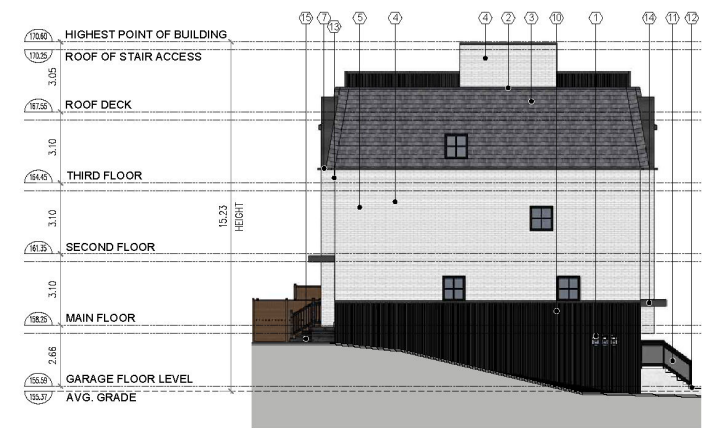 15 7 13 5 4 4 2 3 10 1 14 11 12
170.60 HIGHEST POINT OF BUILDING
170.25 ROOF OF STAIR ACCESS
3.05
167.55 ROOF DECK
3.10
164.45 THIRD FLOOR
3.10
15.23 HEIGHT
161.35 SECOND FLOOR
3.10
158.25 MAIN FLOOR
2.66
155.59 GARAGE FLOOR LEVEL
155.37 AVG. GRADE